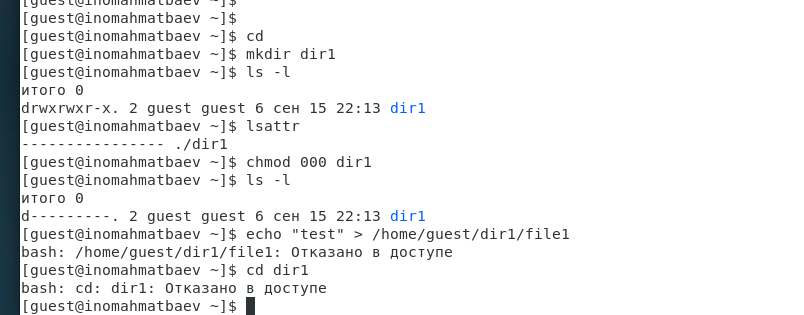 [guest@inomahmatbaev ~]$
[guest@inomahmatbaev ~]$
[guest@inomahmatbaev ~]$ cd
[guest@inomahmatbaev ~]$ mkdir dir1
[guest@inomahmatbaev ~]$ ls -l
итого 0
drwxrwxr-x. 2 guest guest 6 сен 15 22:13 dir1
[guest@inomahmatbaev ~]$ lsattr
---------------- ./dir1
[guest@inomahmatbaev ~]$ chmod 000 dir1
[guest@inomahmatbaev ~]$ ls -l
итого 0
d---------. 2 guest guest 6 сен 15 22:13 dir1
[guest@inomahmatbaev ~]$ echo "test" > /home/guest/dir1/file1
bash: /home/guest/dir1/file1: Отказано в доступе
[guest@inomahmatbaev ~]$ cd dir1
bash: cd: dir1: Отказано в доступе
[guest@inomahmatbaev ~]$